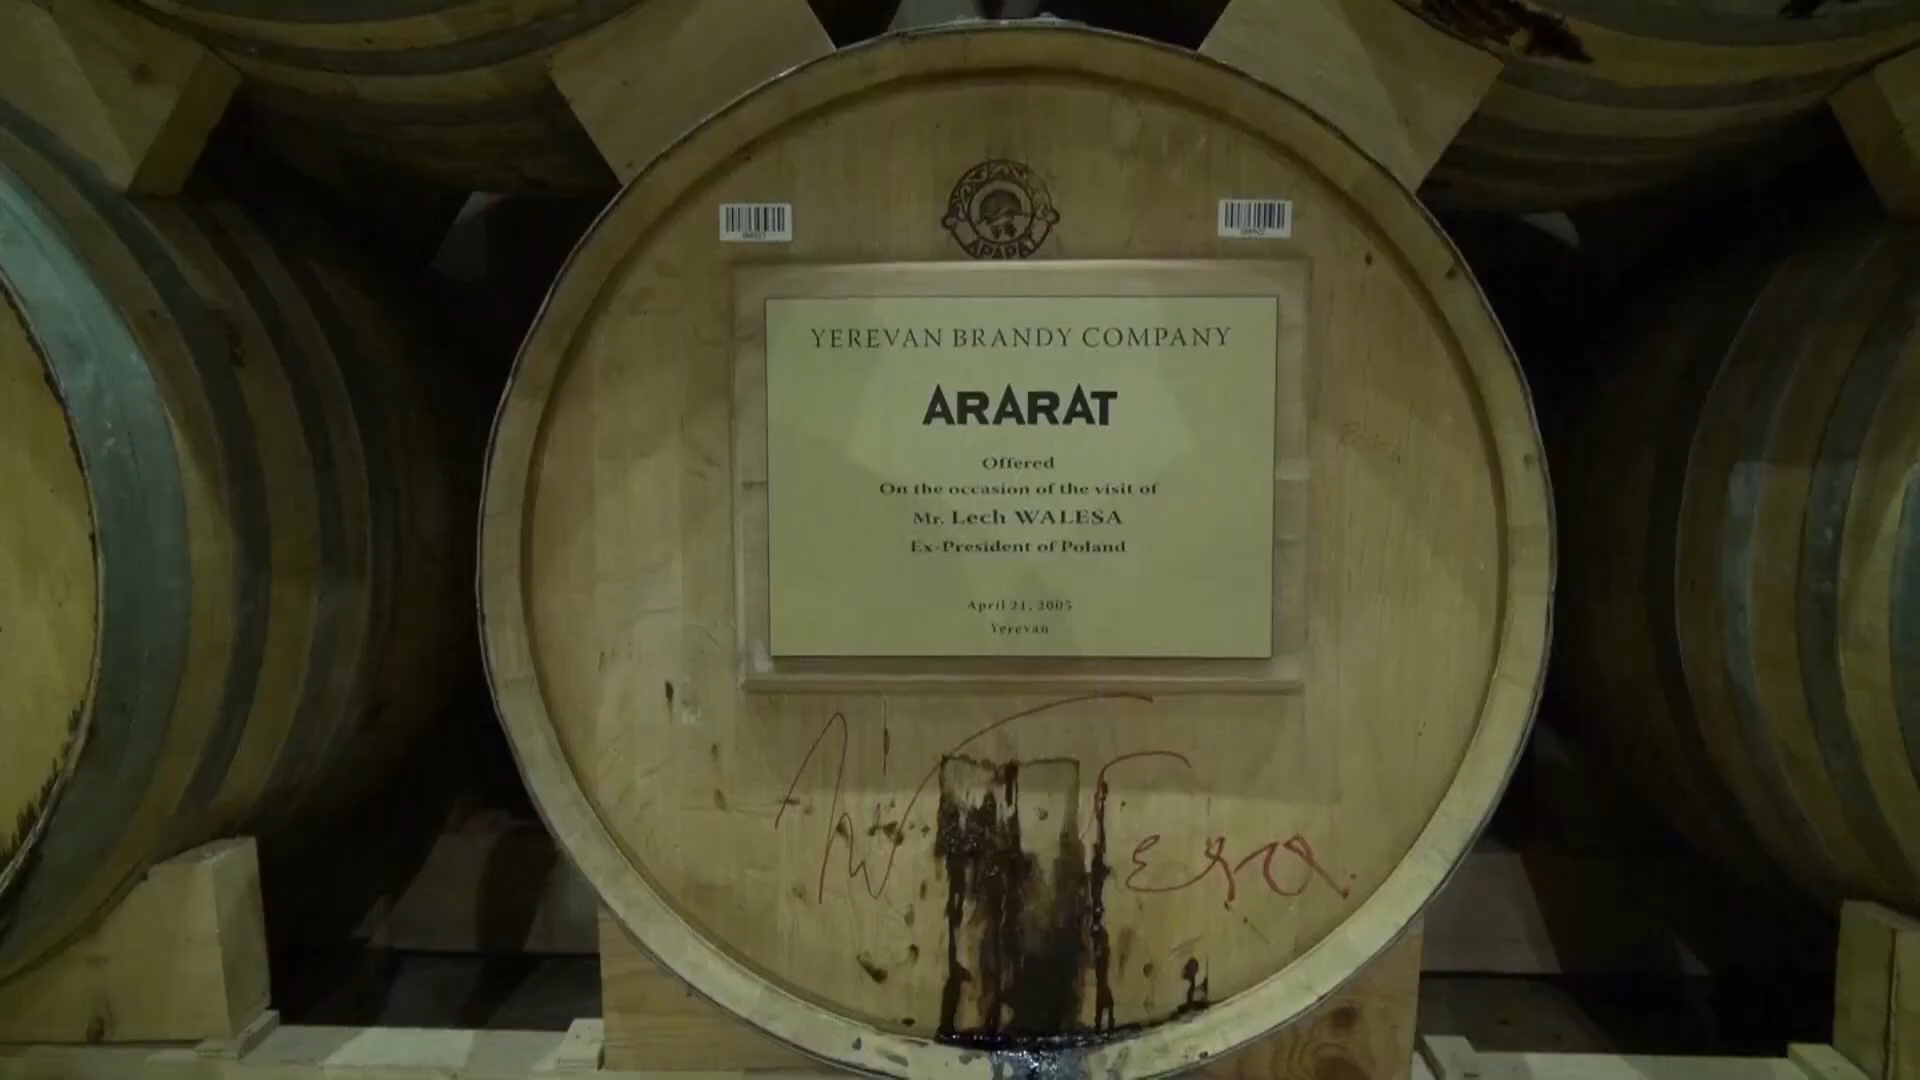 АРАРАТ
YEREVAN BRANDY COMPANY
ARARAT
Offered
On the occasion of the visit of
Mr. Lech WALESA
Ex-President of Poland
April 21, 2005
Yerevan